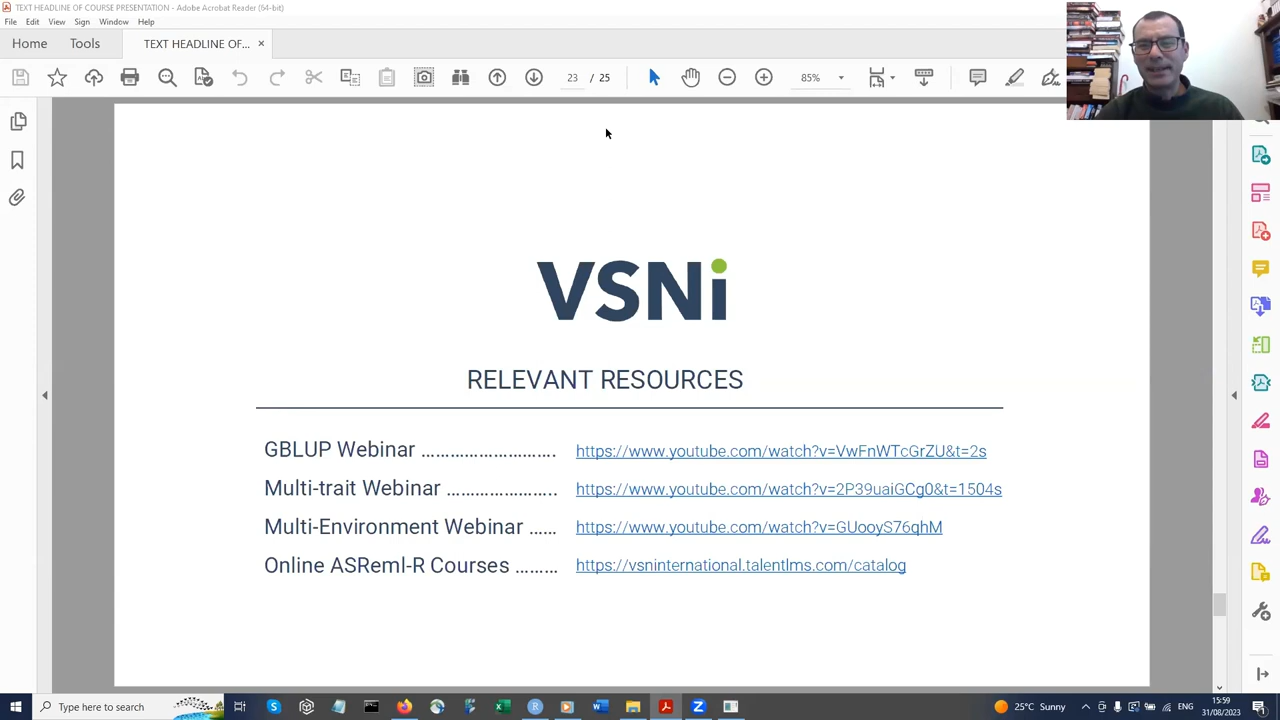 TEXT HEADLINE OF COURSE PRESENTATION - Adobe Acrobat Reader (64-bit)
File Edit View Sign Window Help
Home Tools TEXT HEADLINE OF... ×
23 / 25 85%
VSNi
RELEVANT RESOURCES
GBLUP Webinar .......................... https://www.youtube.com/watch?v=VwFnWTcGrZU&t=2s
Multi-trait Webinar ..................... https://www.youtube.com/watch?v=2P39uaiGCg0&t=1504s
Multi-Environment Webinar ...... https://www.youtube.com/watch?v=GUooyS76qhM
Online ASReml-R Courses ......... https://vsninternational.talentlms.com/catalog
Type here to search 25°C Sunny 15:59
31/08/2023